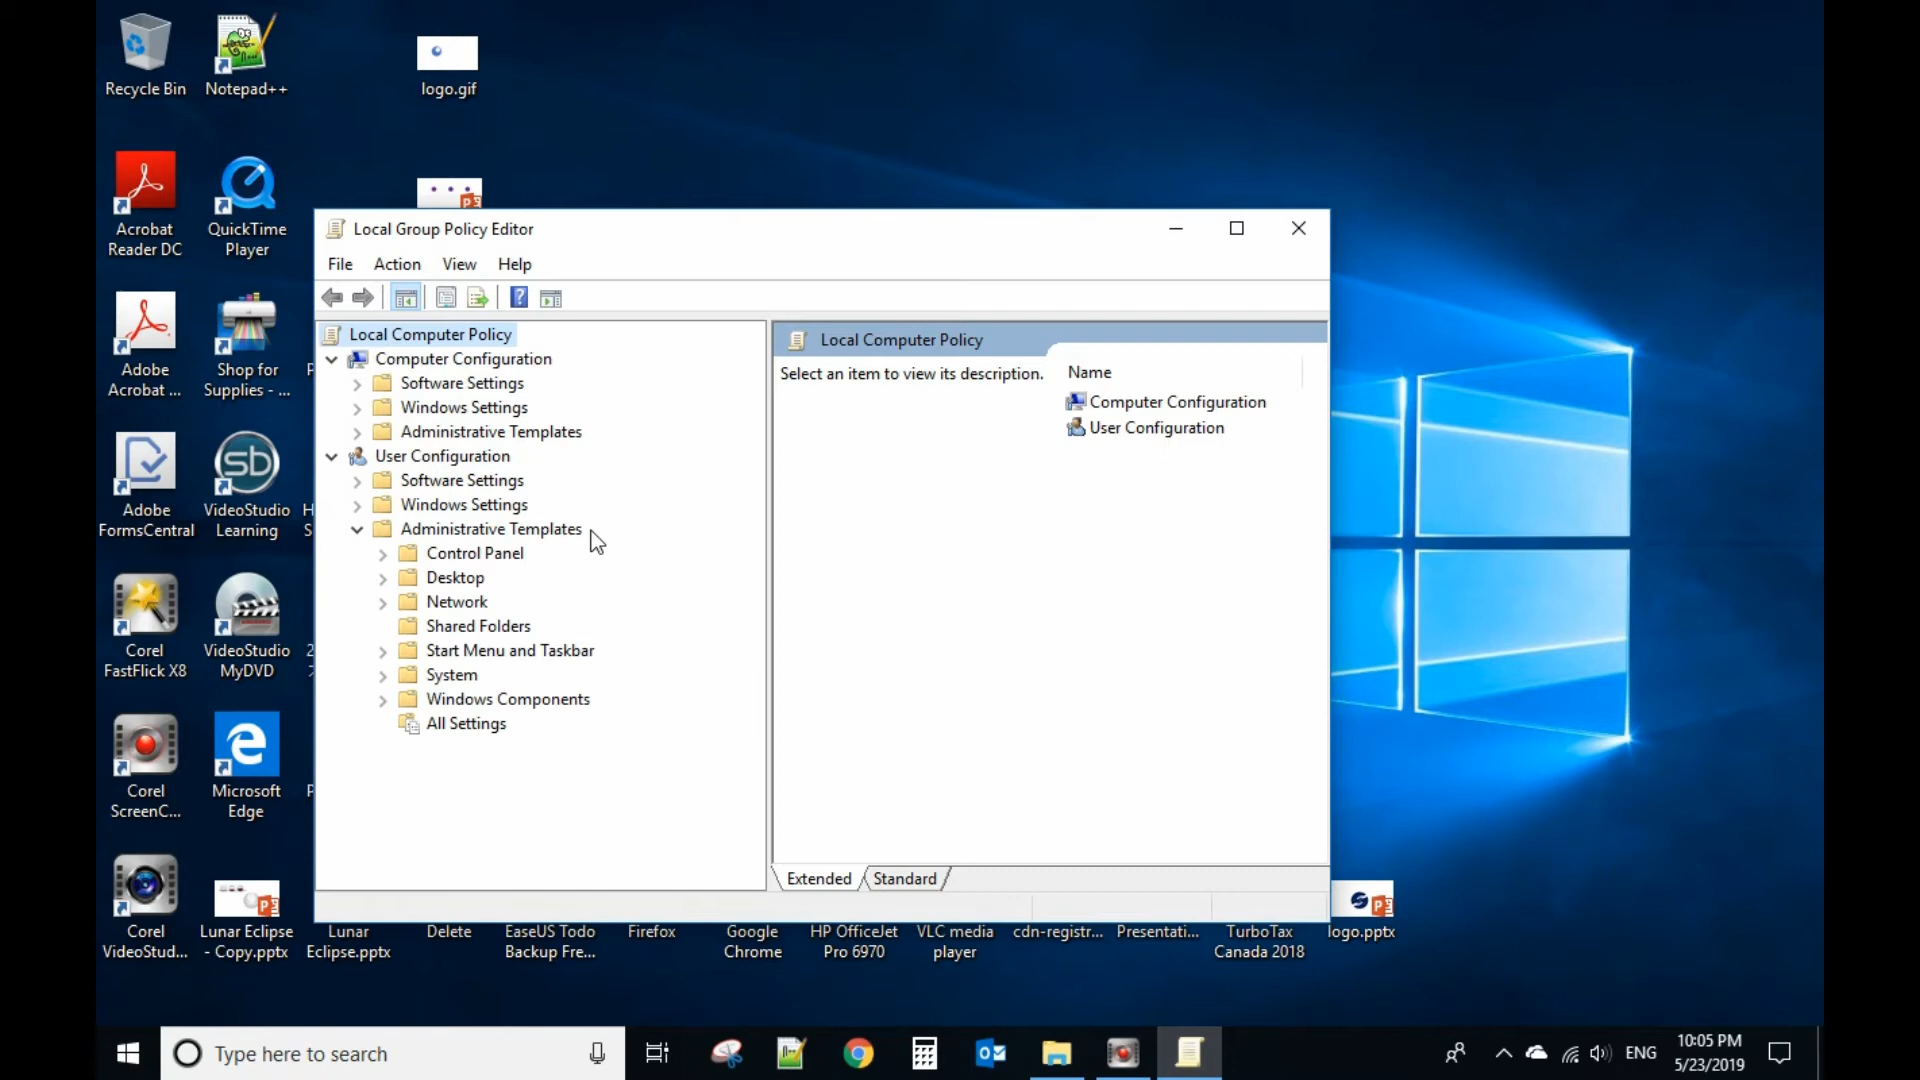 Recycle Bin
Notepad++
logo.gif
Acrobat
Reader DC
QuickTime
Player
Adobe
Acrobat ...
Shop for
Supplies - ...
Adobe
FormsCentral
VideoStudio
Learning
Corel
FastFlick X8
VideoStudio
MyDVD
Corel
ScreenC...
Microsoft
Edge
Corel
VideoStud...
Lunar Eclipse
- Copy.pptx
Local Group Policy Editor
File Action View Help
Local Computer Policy
Computer Configuration
Software Settings
Windows Settings
Administrative Templates
User Configuration
Software Settings
Windows Settings
Administrative Templates
Control Panel
Desktop
Network
Shared Folders
Start Menu and Taskbar
System
Windows Components
All Settings
Local Computer Policy
Select an item to view its description.
Name
Computer Configuration
User Configuration
Extended Standard
Lunar
Eclipse.pptx
Delete
EaseUS Todo
Backup Fre...
Firefox
Google
Chrome
HP OfficeJet
Pro 6970
VLC media
player
cdn-registr...
Presentati...
TurboTax
Canada 2018
logo.pptx
Type here to search
ENG
10:05 PM
5/23/2019